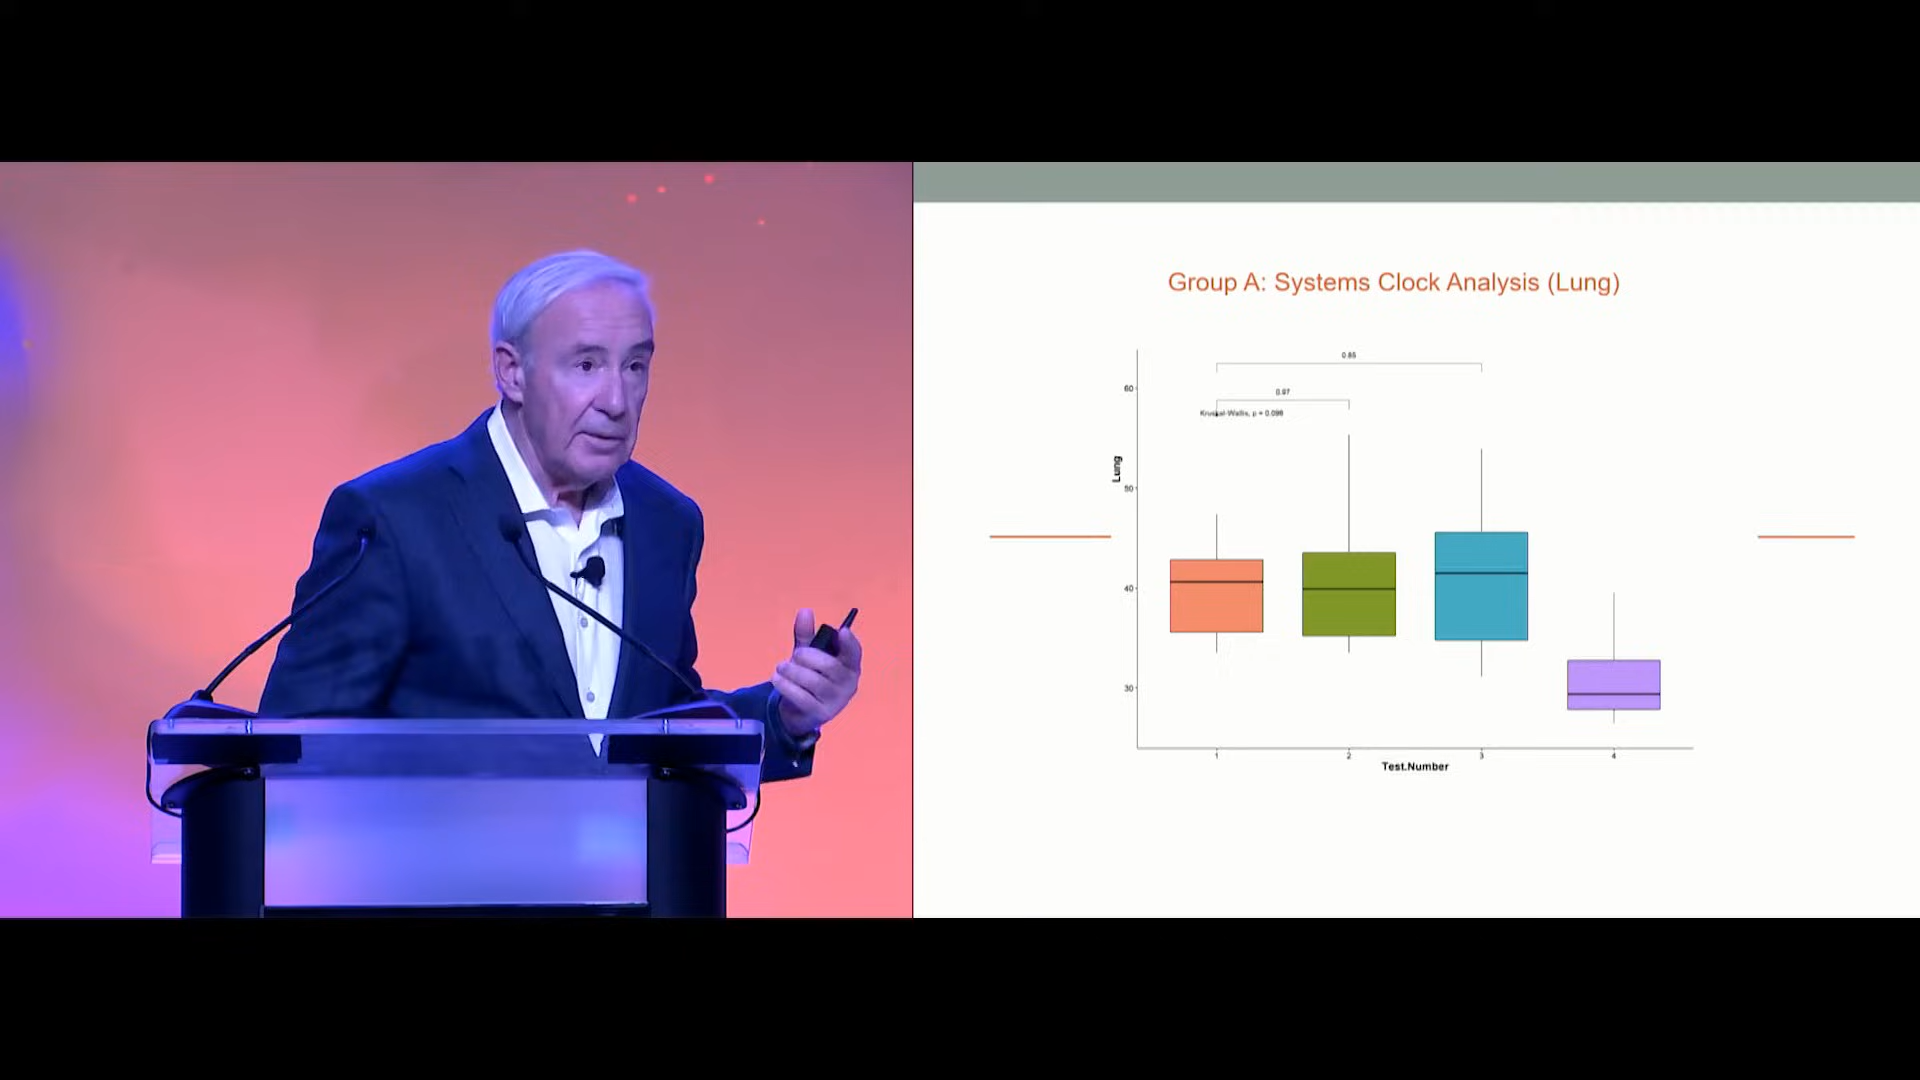 Group A: Systems Clock Analysis (Lung)
0.85
60
0.97
Kruskal-Wallis, p = 0.098
Lung
50
40
30
1 2 3 4
Test.Number